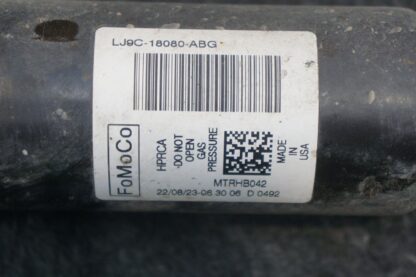 LJ9C-18080-ABG
FoMoCo
HPRCA
DO NOT
OPEN
GAS
PRESSURE
MADE
IN
USA
MTRHB042
22/08/23-06 30 06 D 0492